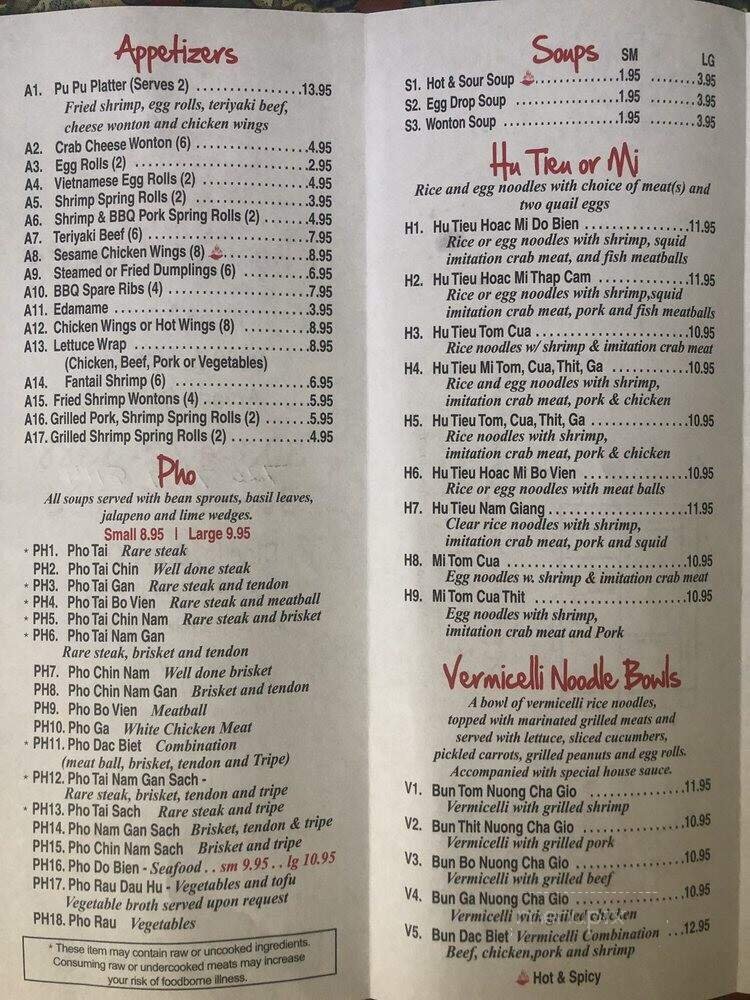 Appetizers
A1. Pu Pu Platter (Serves 2) ................13.95
Fried shrimp, egg rolls, teriyaki beef,
cheese wonton and chicken wings
A2. Crab Cheese Wonton (6) .................4.95
A3. Egg Rolls (2) .............................2.95
A4. Vietnamese Egg Rolls (2) ................4.95
A5. Shrimp Spring Rolls (2) ..................3.95
A6. Shrimp & BBQ Pork Spring Rolls (2) ......4.95
A7. Teriyaki Beef (6) .........................7.95
A8. Sesame Chicken Wings (8) ..............8.95
A9. Steamed or Fried Dumplings (6) .........6.95
A10. BBQ Spare Ribs (4) .....................7.95
A11. Edamame ...............................3.95
A12. Chicken Wings or Hot Wings (8) .........8.95
A13. Lettuce Wrap ...........................8.95
(Chicken, Beef, Pork or Vegetables)
A14. Fantail Shrimp (6) ......................6.95
A15. Fried Shrimp Wontons (4) ...............5.95
A16. Grilled Pork, Shrimp Spring Rolls (2) .....5.95
A17. Grilled Shrimp Spring Rolls (2) ...........4.95
Pho
All soups served with bean sprouts, basil leaves,
jalapeno and lime wedges.
Small 8.95 | Large 9.95
* PH1. Pho Tai Rare steak
PH2. Pho Tai Chin Well done steak
* PH3. Pho Tai Gan Rare steak and tendon
* PH4. Pho Tai Bo Vien Rare steak and meatball
* PH5. Pho Tai Chin Nam Rare steak and brisket
* PH6. Pho Tai Nam Gan
Rare steak, brisket and tendon
PH7. Pho Chin Nam Well done brisket
PH8. Pho Chin Nam Gan Brisket and tendon
PH9. Pho Bo Vien Meatball
PH10. Pho Ga White Chicken Meat
* PH11. Pho Dac Biet Combination
(meat ball, brisket, tendon and Tripe)
* PH12. Pho Tai Nam Gan Sach -
Rare steak, brisket, tendon and tripe
* PH13. Pho Tai Sach Rare steak and tripe
PH14. Pho Nam Gan Sach Brisket, tendon & tripe
PH15. Pho Chin Nam Sach Brisket and tripe
PH16. Pho Do Bien - Seafood . . sm 9.95 . . lg 10.95
PH17. Pho Rau Dau Hu - Vegetables and tofu
Vegetable broth served upon request
PH18. Pho Rau Vegetables
* These item may contain raw or uncooked ingredients.
Consuming raw or undercooked meats may increase
your risk of foodborne illness.
Soups SM LG
S1. Hot & Sour Soup .............1.95 ........3.95
S2. Egg Drop Soup ...............1.95 ........3.95
S3. Wonton Soup .................1.95 ........3.95
Hu Tieu or Mi
Rice and egg noodles with choice of meat(s) and
two quail eggs
H1. Hu Tieu Hoac Mi Do Bien ................11.95
Rice or egg noodles with shrimp, squid
imitation crab meat, and fish meatballs
H2. Hu Tieu Hoac Mi Thap Cam ..............11.95
Rice or egg noodles with shrimp,squid
imitation crab meat, pork and fish meatballs
H3. Hu Tieu Tom Cua .......................10.95
Rice noodles w/ shrimp & imitation crab meat
H4. Hu Tieu Mi Tom, Cua, Thit, Ga ............10.95
Rice and egg noodles with shrimp,
imitation crab meat, pork & chicken
H5. Hu Tieu Tom, Cua, Thit, Ga ...............10.95
Rice noodles with shrimp,
imitation crab meat, pork & chicken
H6. Hu Tieu Hoac Mi Bo Vien ................10.95
Rice or egg noodles with meat balls
H7. Hu Tieu Nam Giang .....................11.95
Clear rice noodles with shrimp,
imitation crab meat, pork and squid
H8. Mi Tom Cua ............................10.95
Egg noodles w. shrimp & imitation crab meat
H9. Mi Tom Cua Thit ........................10.95
Egg noodles with shrimp,
imitation crab meat and Pork
Vermicelli Noodle Bowls
A bowl of vermicelli rice noodles,
topped with marinated grilled meats and
served with lettuce, sliced cucumbers,
pickled carrots, grilled peanuts and egg rolls.
Accompanied with special house sauce.
V1. Bun Tom Nuong Cha Gio ...............11.95
Vermicelli with grilled shrimp
V2. Bun Thit Nuong Cha Gio ................10.95
Vermicelli with grilled pork
V3. Bun Bo Nuong Cha Gio .................10.95
Vermicelli with grilled beef
V4. Bun Ga Nuong Cha Gio .................10.95
Vermicelli with grilled chicken
V5. Bun Dac Biet Vermicelli Combination ....12.95
Beef, chicken,pork and shrimp
Hot & Spicy